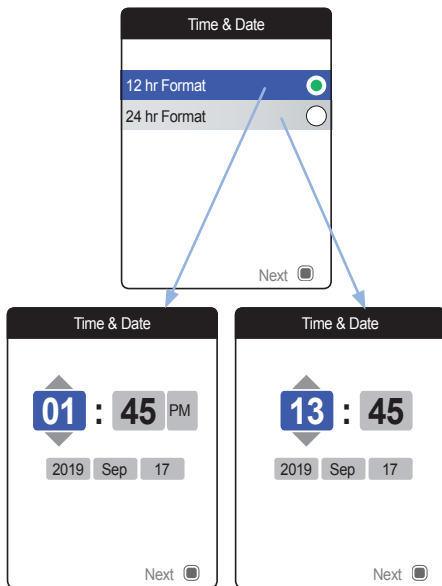 Time & Date
12 hr Format
24 hr Format
Next
Time & Date
01 : 45 PM
2019 Sep 17
Next
Time & Date
13 : 45
2019 Sep 17
Next